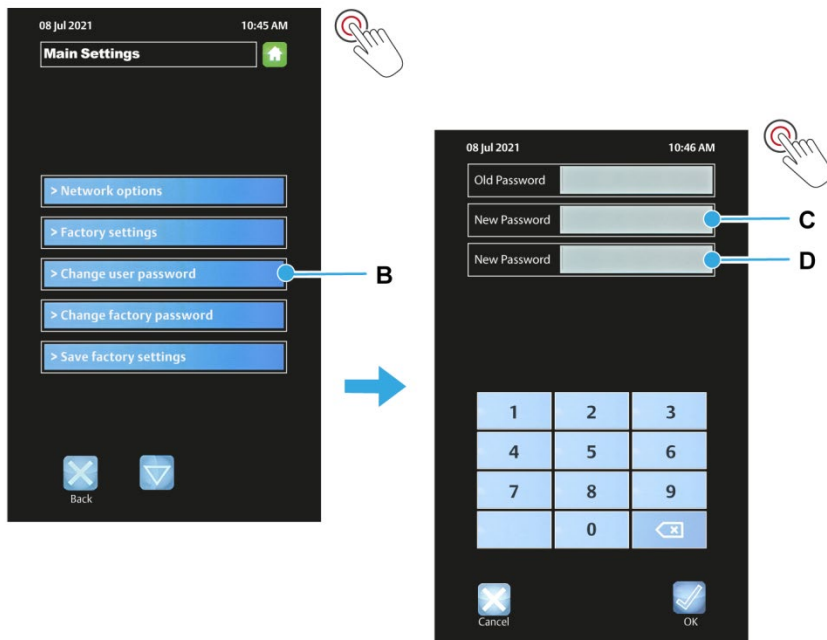 08 Jul 2021 10:45 AM
Main Settings
> Network options
> Factory settings
> Change user password
B
> Change factory password
> Save factory settings
Back
08 Jul 2021 10:46 AM
Old Password
New Password
C
New Password
D
1 2 3
4 5 6
7 8 9
0
Cancel OK